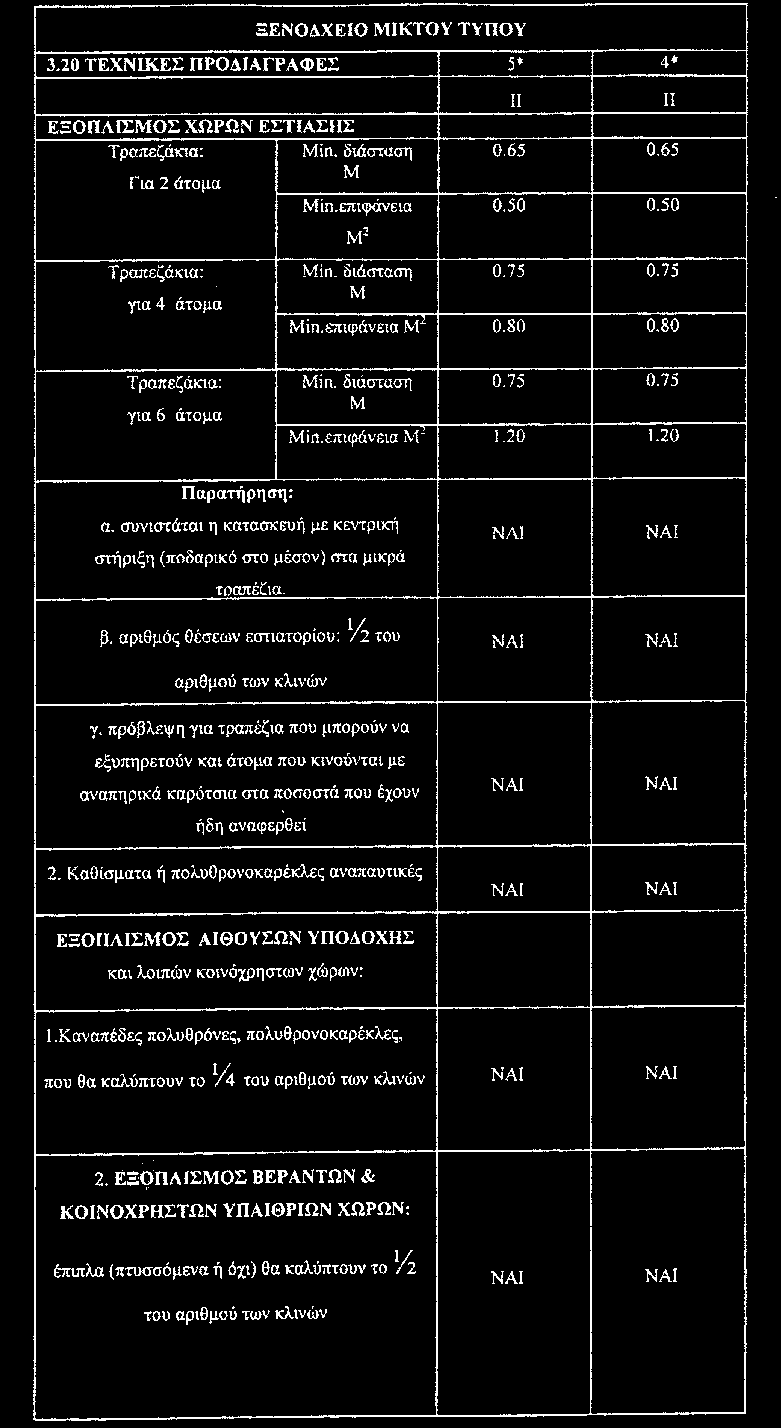 ΞΕΝΟΔΧΕΙΟ ΜΙΚΤΟΥ ΤΥΠΟΥ
3.20 ΤΕΧΝΙΚΕΣ ΠΡΟΔΙΑΓΡΑΦΕΣ 5* 4*
ΙΙ ΙΙ
ΕΞΟΠΛΙΣΜΟΣ ΧΩΡΩΝ ΕΣΤΙΑΣΗΣ
Τραπεζάκια: Min. διάσταση 0.65 0.65
Για 2 άτομα Μ
Min.επιφάνεια 0.50 0.50
Μ²
Τραπεζάκια: Min. διάσταση 0.75 0.75
για 4 άτομα Μ
Min.επιφάνεια Μ² 0.80 0.80
Τραπεζάκια: Min. διάσταση 0.75 0.75
για 6 άτομα Μ
Min.επιφάνεια Μ² 1.20 1.20
Παρατήρηση:
α. συνιστάται η κατασκευή με κεντρική ΝΑΙ ΝΑΙ
στήριξη (ποδαρικό στο μέσον) στα μικρά
τραπέζια.
β. αριθμός θέσεων εστιατορίου: ½ του ΝΑΙ ΝΑΙ
αριθμού των κλινών
γ. πρόβλεψη για τραπέζια που μπορούν να
εξυπηρετούν και άτομα που κινούνται με
αναπηρικά καρότσια στα ποσοστά που έχουν ΝΑΙ ΝΑΙ
ήδη αναφερθεί
2. Καθίσματα ή πολυθρονοκαρέκλες αναπαυτικές ΝΑΙ ΝΑΙ
ΕΞΟΠΛΙΣΜΟΣ ΑΙΘΟΥΣΩΝ ΥΠΟΔΟΧΗΣ
και λοιπών κοινόχρηστων χώρων:
1.Καναπέδες πολυθρόνες, πολυθρονοκαρέκλες,
που θα καλύπτουν το ¼ του αριθμού των κλινών ΝΑΙ ΝΑΙ
2. ΕΞΟΠΛΙΣΜΟΣ ΒΕΡΑΝΤΩΝ &
ΚΟΙΝΟΧΡΗΣΤΩΝ ΥΠΑΙΘΡΙΩΝ ΧΩΡΩΝ:
έπιπλα (πτυσσόμενα ή όχι) θα καλύπτουν το ½ ΝΑΙ ΝΑΙ
του αριθμού των κλινών